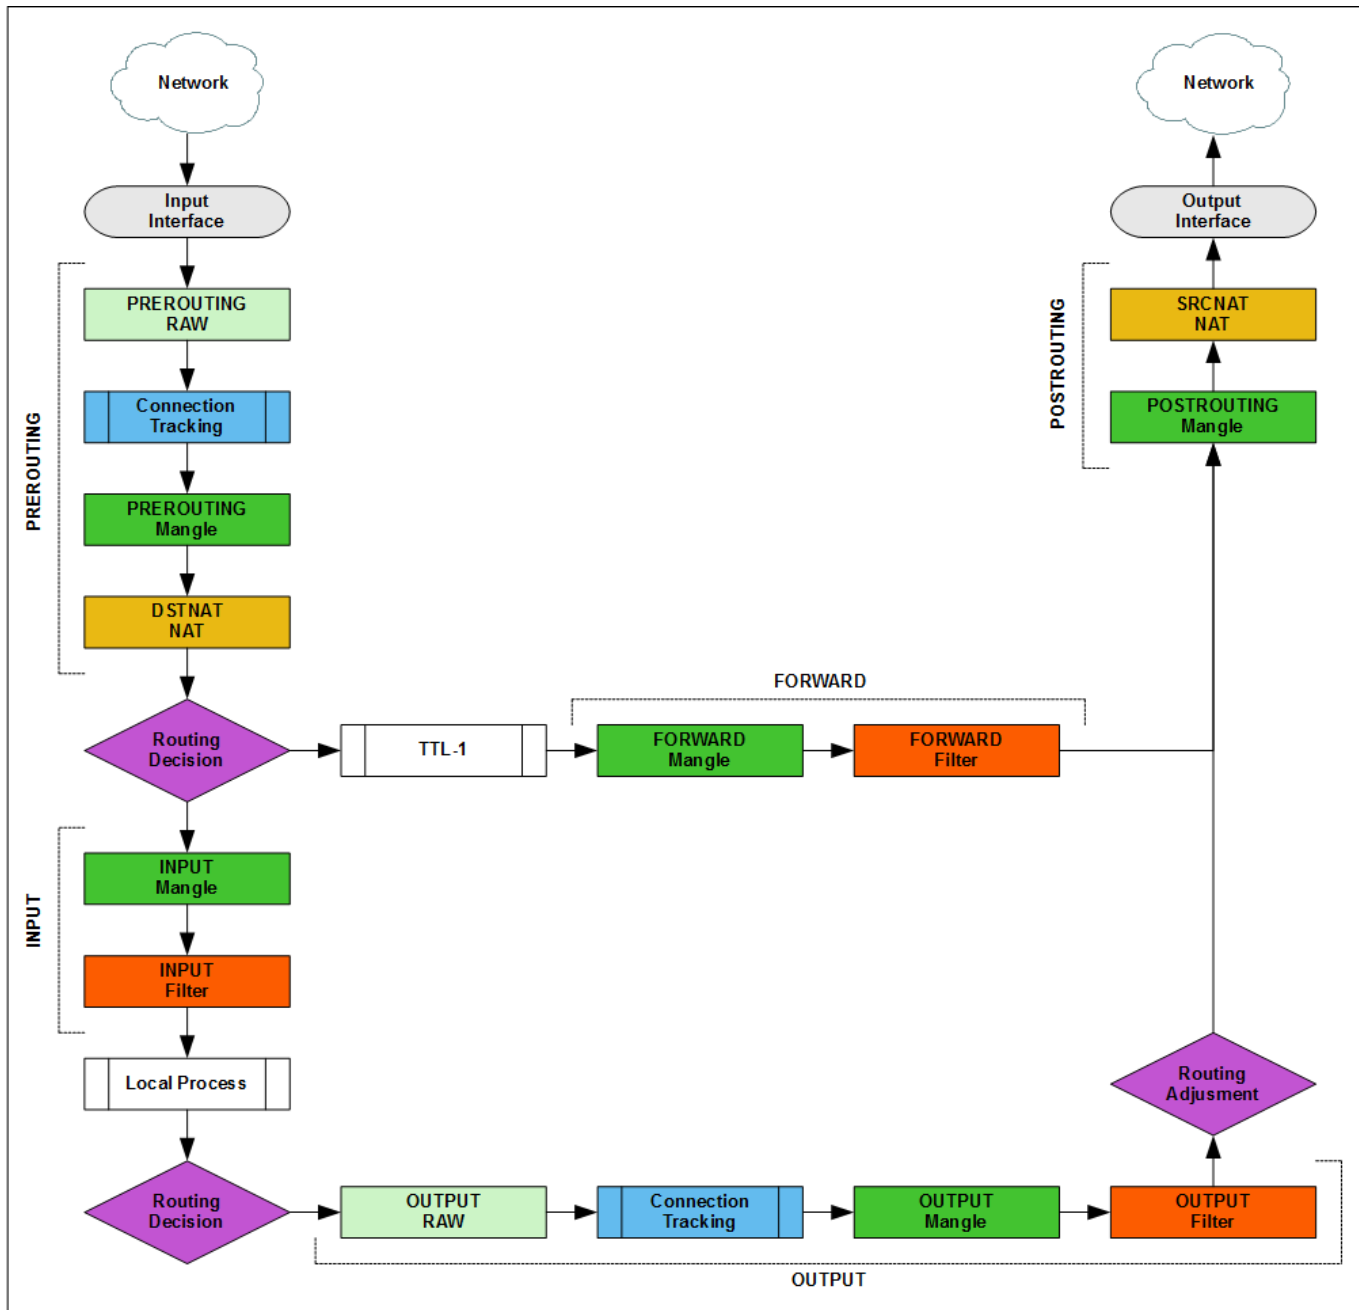 Network
Network
Input
Interface
Output
Interface
PREROUTING
PREROUTING
RAW
Connection
Tracking
PREROUTING
Mangle
DSTNAT
NAT
POSTROUTING
SRCNAT
NAT
POSTROUTING
Mangle
Routing
Decision
TTL-1
FORWARD
FORWARD
Mangle
FORWARD
Filter
INPUT
INPUT
Mangle
INPUT
Filter
Local Process
Routing
Adjusment
Routing
Decision
OUTPUT
RAW
Connection
Tracking
OUTPUT
Mangle
OUTPUT
Filter
OUTPUT